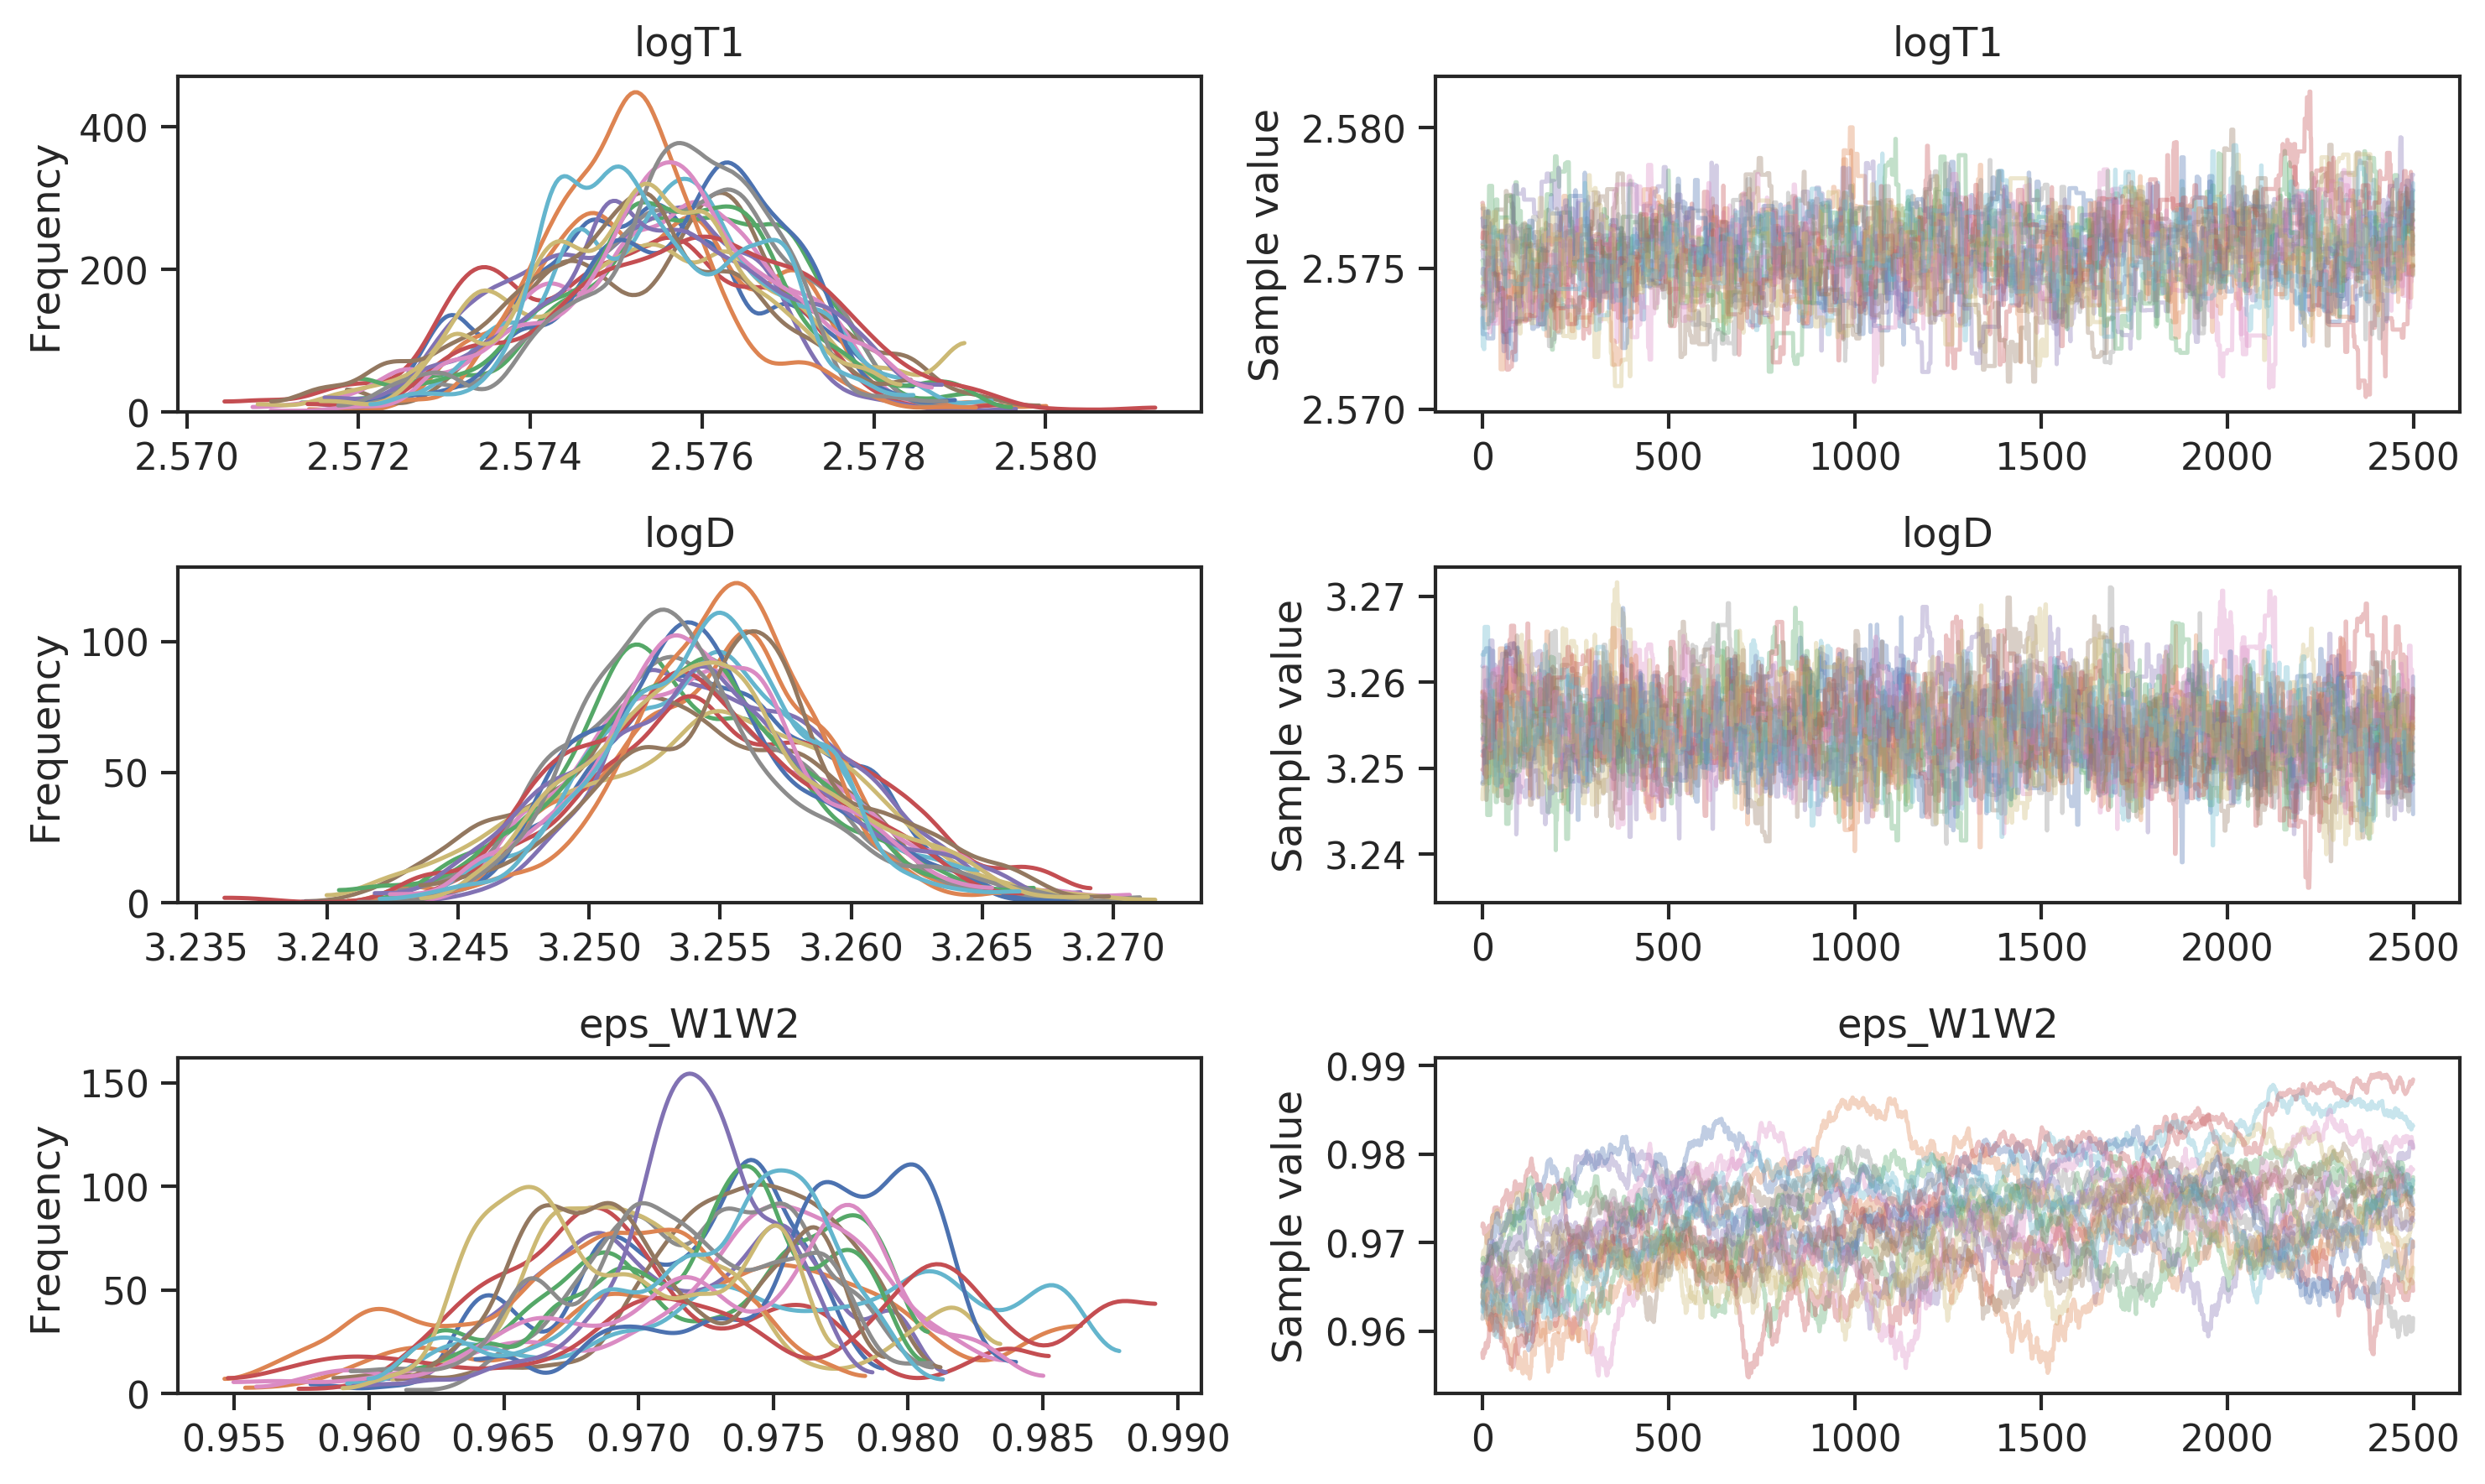 logT1
logT1
Frequency
400
200
0
2.570 2.572 2.574 2.576 2.578 2.580
Sample value
2.580
2.575
2.570
0 500 1000 1500 2000 2500
logD
logD
Frequency
100
50
0
3.235 3.240 3.245 3.250 3.255 3.260 3.265 3.270
Sample value
3.27
3.26
3.25
3.24
0 500 1000 1500 2000 2500
eps_W1W2
eps_W1W2
Frequency
150
100
50
0
0.955 0.960 0.965 0.970 0.975 0.980 0.985 0.990
Sample value
0.99
0.98
0.97
0.96
0 500 1000 1500 2000 2500